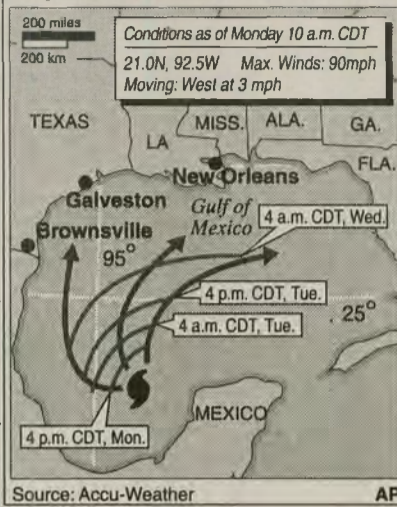 200 miles
200 km
Conditions as of Monday 10 a.m. CDT
21.0N, 92.5W Max. Winds: 90mph
Moving: West at 3 mph
TEXAS
LA
MISS.
ALA.
GA.
FLA.
New Orleans
Galveston
Gulf of
Mexico
4 a.m. CDT, Wed.
Brownsville
95°
4 p.m. CDT, Tue.
25°
4 a.m. CDT, Tue.
MEXICO
4 p.m. CDT, Mon.
Source: Accu-Weather
AP